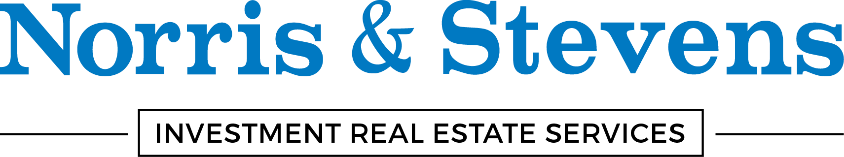 Norris & Stevens
INVESTMENT REAL ESTATE SERVICES